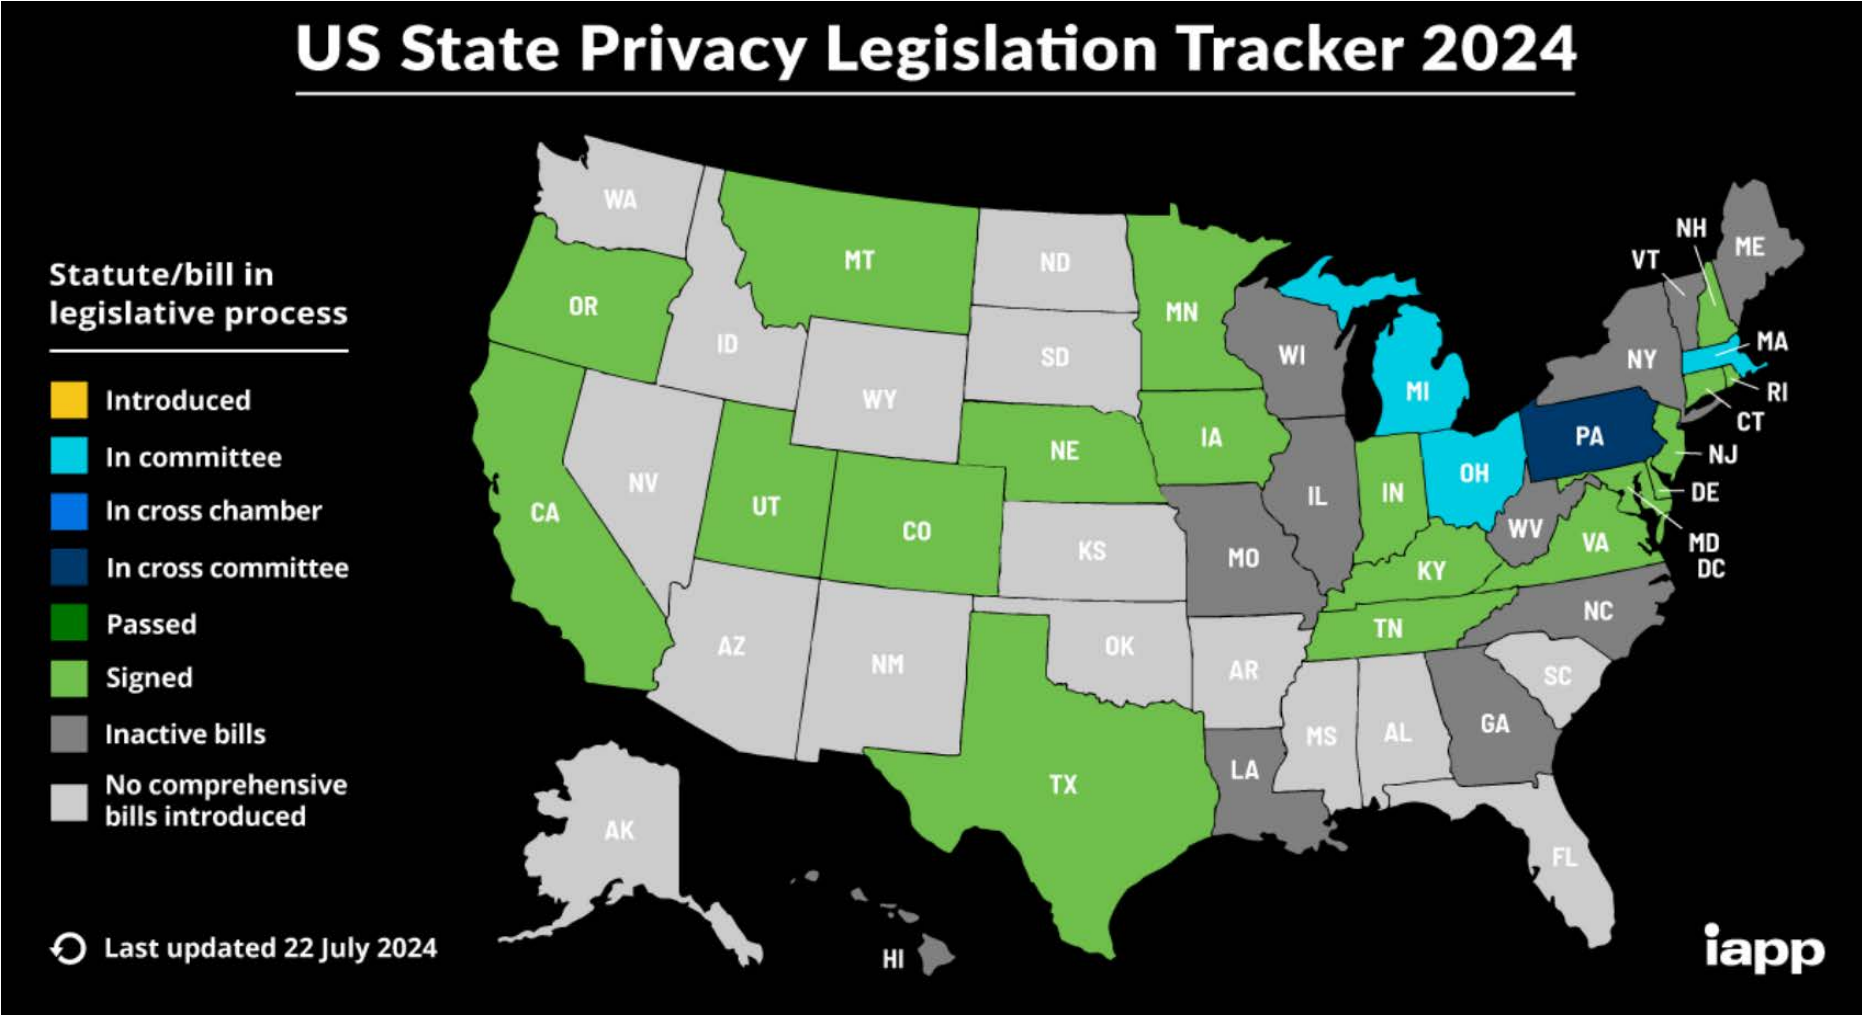 US State Privacy Legislation Tracker 2024
Statute/bill in
legislative process
Introduced
In committee
In cross chamber
In cross committee
Passed
Signed
Inactive bills
No comprehensive
bills introduced
Last updated 22 July 2024
WA
OR
CA
NV
ID
MT
WY
UT
CO
AZ
NM
ND
SD
NE
KS
OK
TX
MN
IA
MO
AR
LA
WI
IL
MI
IN
OH
KY
TN
MS
AL
GA
FL
SC
NC
VA
WV
PA
NY
VT
NH
ME
MA
RI
CT
NJ
DE
MD
DC
AK
HI
iapp